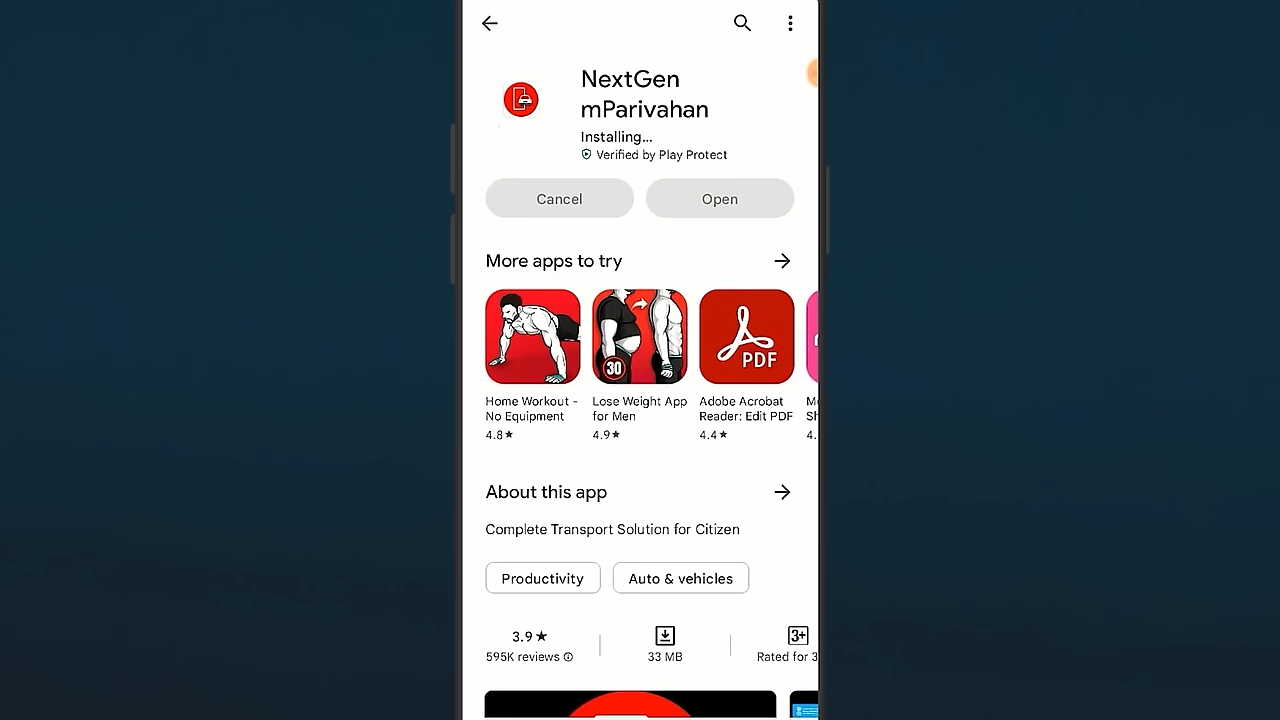 NextGen
mParivahan
Installing...
Verified by Play Protect
Cancel
Open
More apps to try
30
PDF
Home Workout -
No Equipment
4.8★
Lose Weight App
for Men
4.9★
Adobe Acrobat
Reader: Edit PDF
4.4★
4.
About this app
Complete Transport Solution for Citizen
Productivity
Auto & vehicles
3.9★
595K reviews
33 MB
3+
Rated for 3